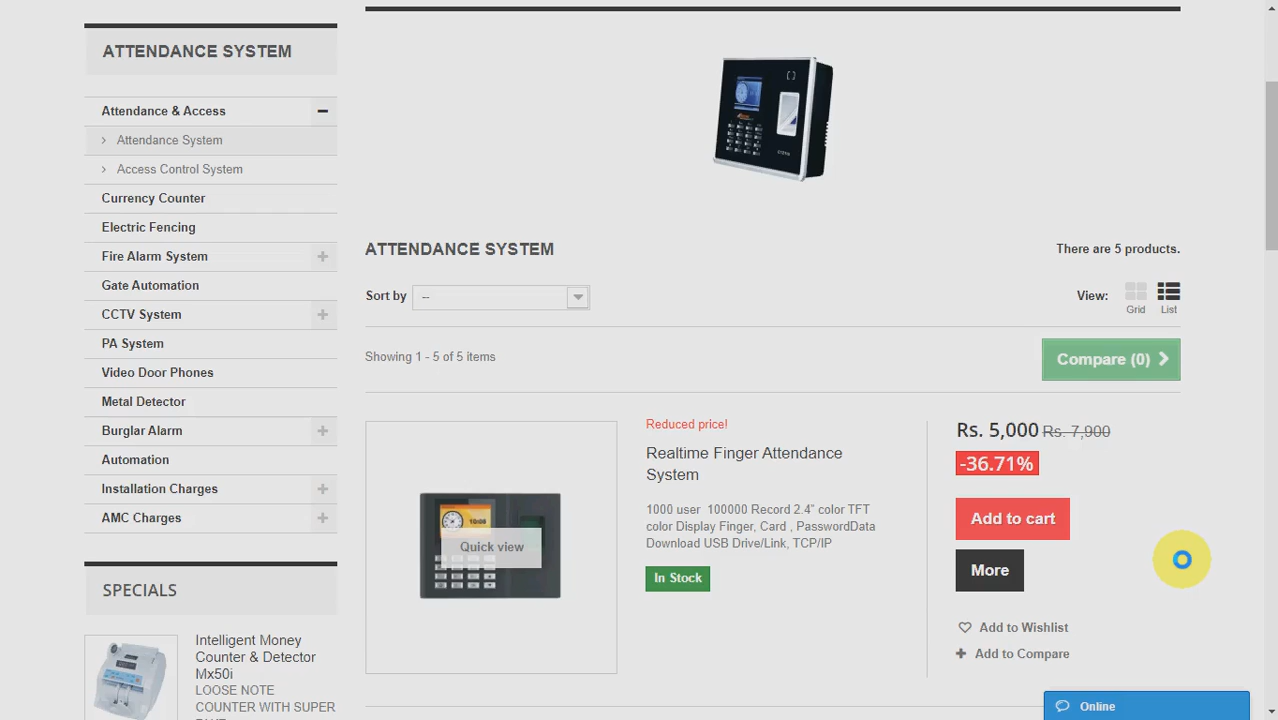 ATTENDANCE SYSTEM
Attendance & Access
Attendance System
Access Control System
Currency Counter
Electric Fencing
Fire Alarm System
Gate Automation
CCTV System
PA System
Video Door Phones
Metal Detector
Burglar Alarm
Automation
Installation Charges
AMC Charges
SPECIALS
Intelligent Money
Counter & Detector
Mx50i
LOOSE NOTE
COUNTER WITH SUPER
ATTENDANCE SYSTEM
There are 5 products.
Sort by --
View:
Grid
List
Showing 1 - 5 of 5 items
Compare (0)
10:08
Quick view
Reduced price!
Realtime Finger Attendance
System
1000 user 100000 Record 2.4" color TFT
color Display Finger, Card , PasswordData
Download USB Drive/Link, TCP/IP
In Stock
Rs. 5,000 Rs. 7,900
-36.71%
Add to cart
More
Add to Wishlist
Add to Compare
Online